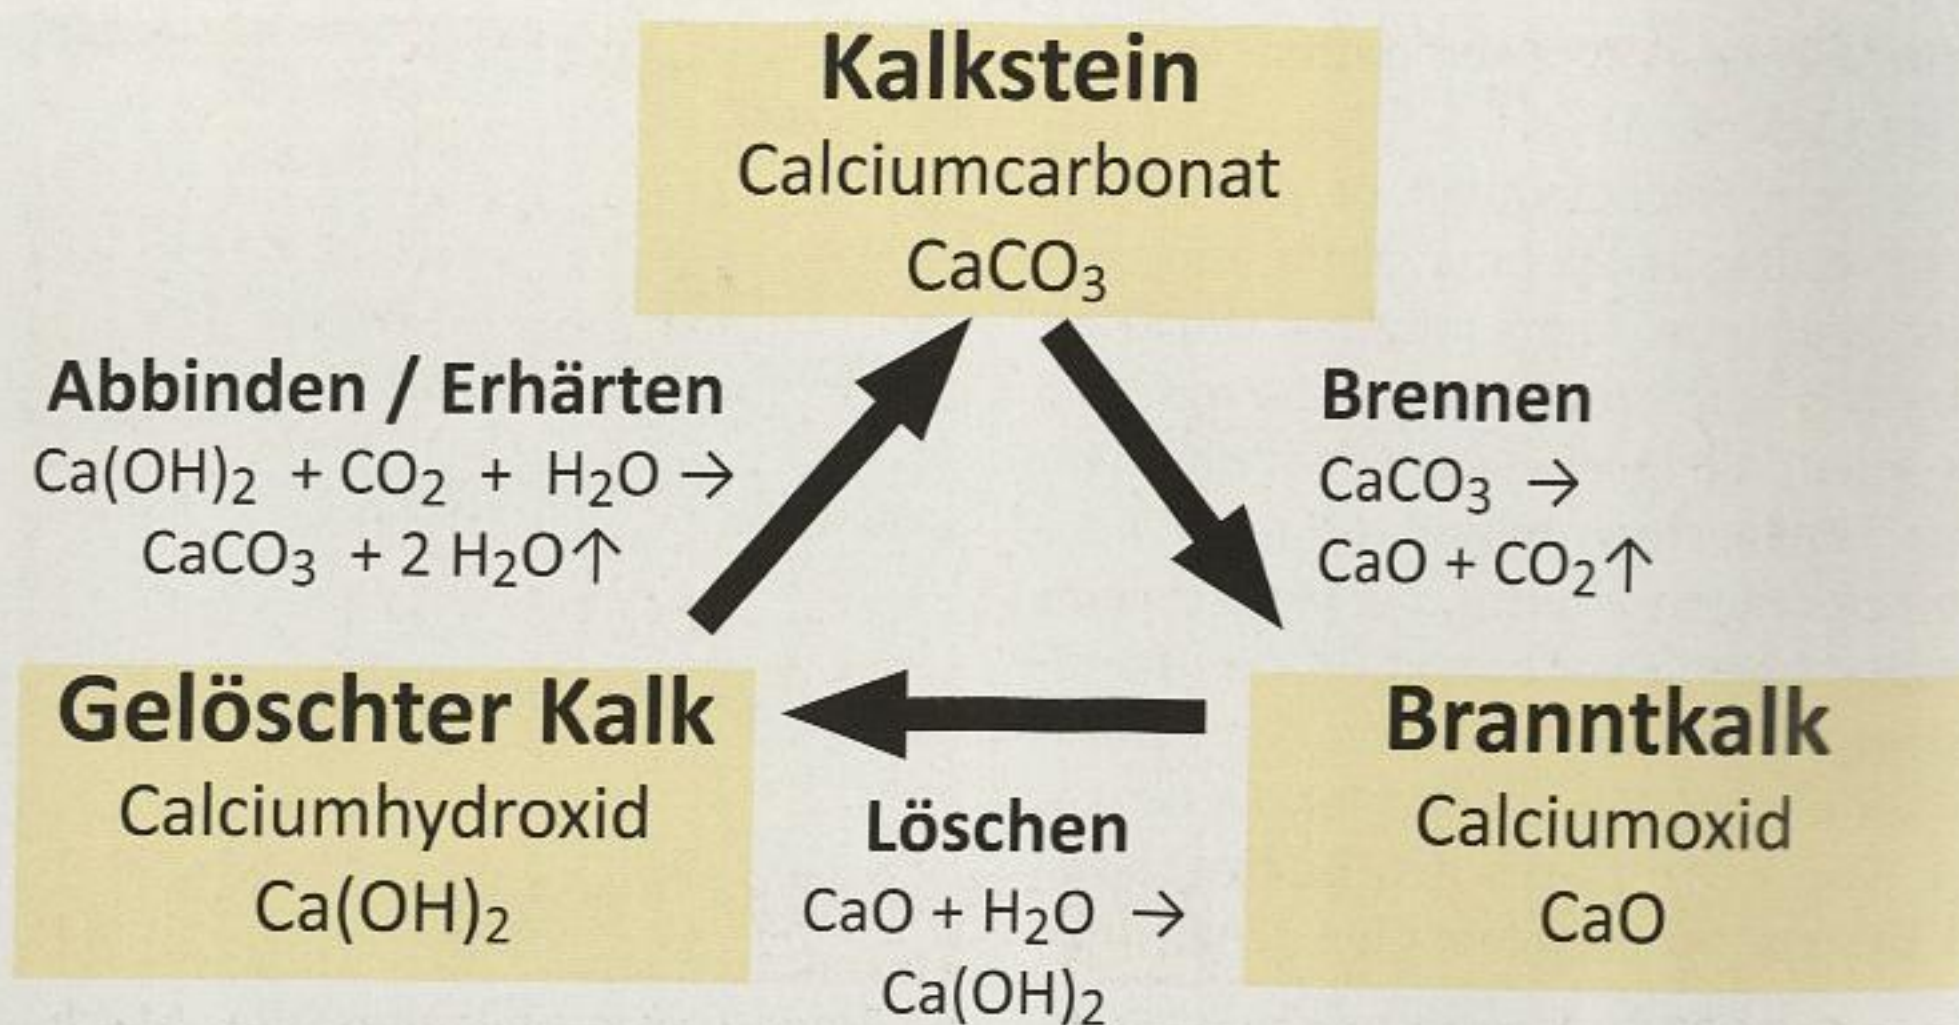 Kalkstein
Calciumcarbonat
CaCO₃
Abbinden / Erhärten
Ca(OH)₂ + CO₂ + H₂O →
CaCO₃ + 2 H₂O↑
Brennen
CaCO₃ →
CaO + CO₂↑
Gelöschter Kalk
Calciumhydroxid
Ca(OH)₂
Löschen
CaO + H₂O →
Ca(OH)₂
Branntkalk
Calciumoxid
CaO